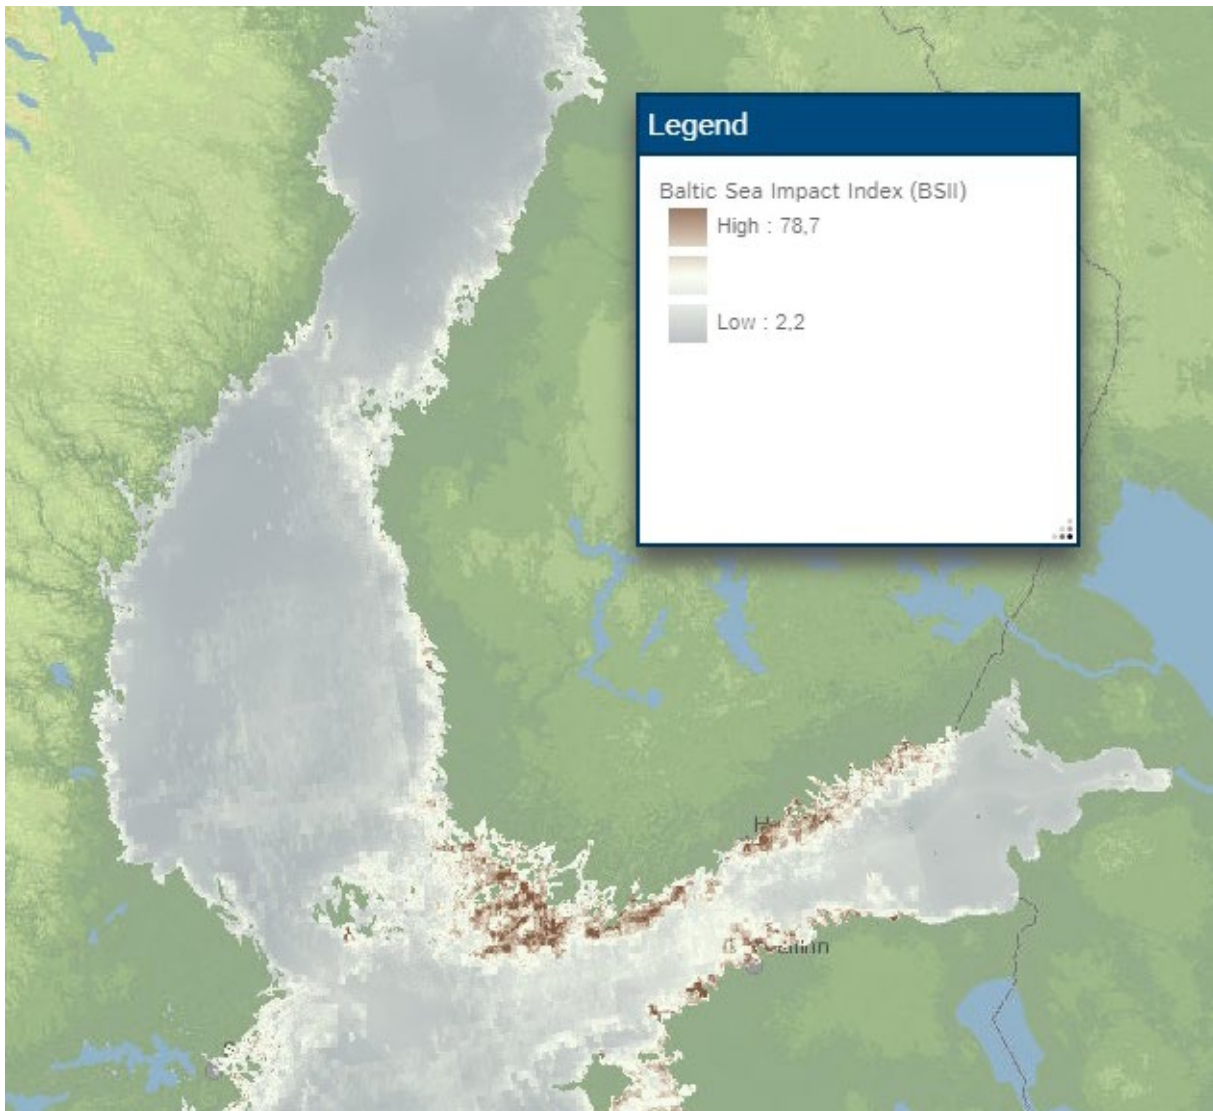 Legend
Baltic Sea Impact Index (BSII)
High : 78,7
Low : 2,2